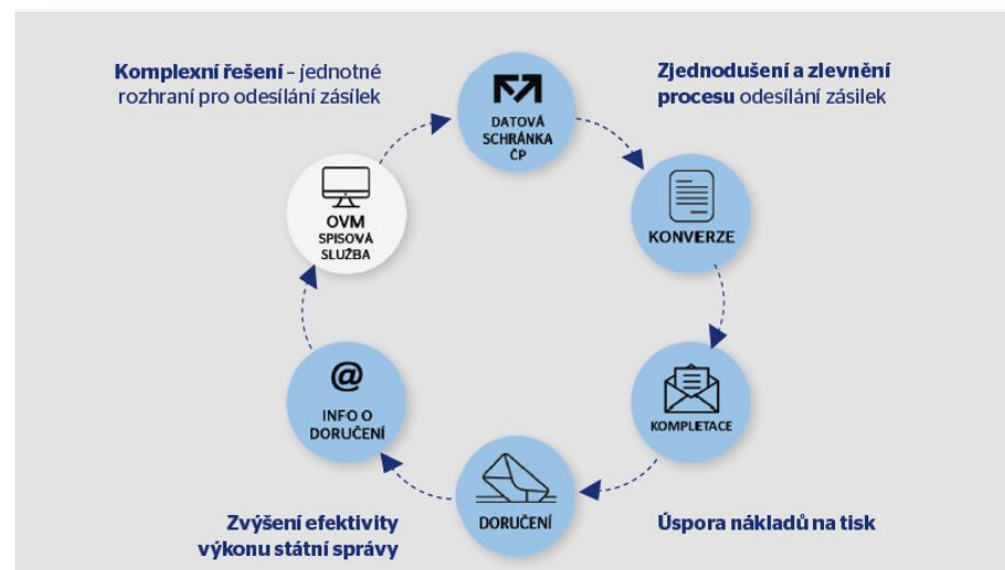 Komplexní řešení – jednotné
rozhraní pro odesílání zásilek
Zjednodušení a zlevnění
procesu odesílání zásilek
DATOVÁ
SCHRÁNKA
ČP
OVM
SPISOVÁ
SLUŽBA
KONVERZE
@
INFO O
DORUČENÍ
KOMPLETACE
DORUČENÍ
Zvýšení efektivity
výkonu státní správy
Úspora nákladů na tisk